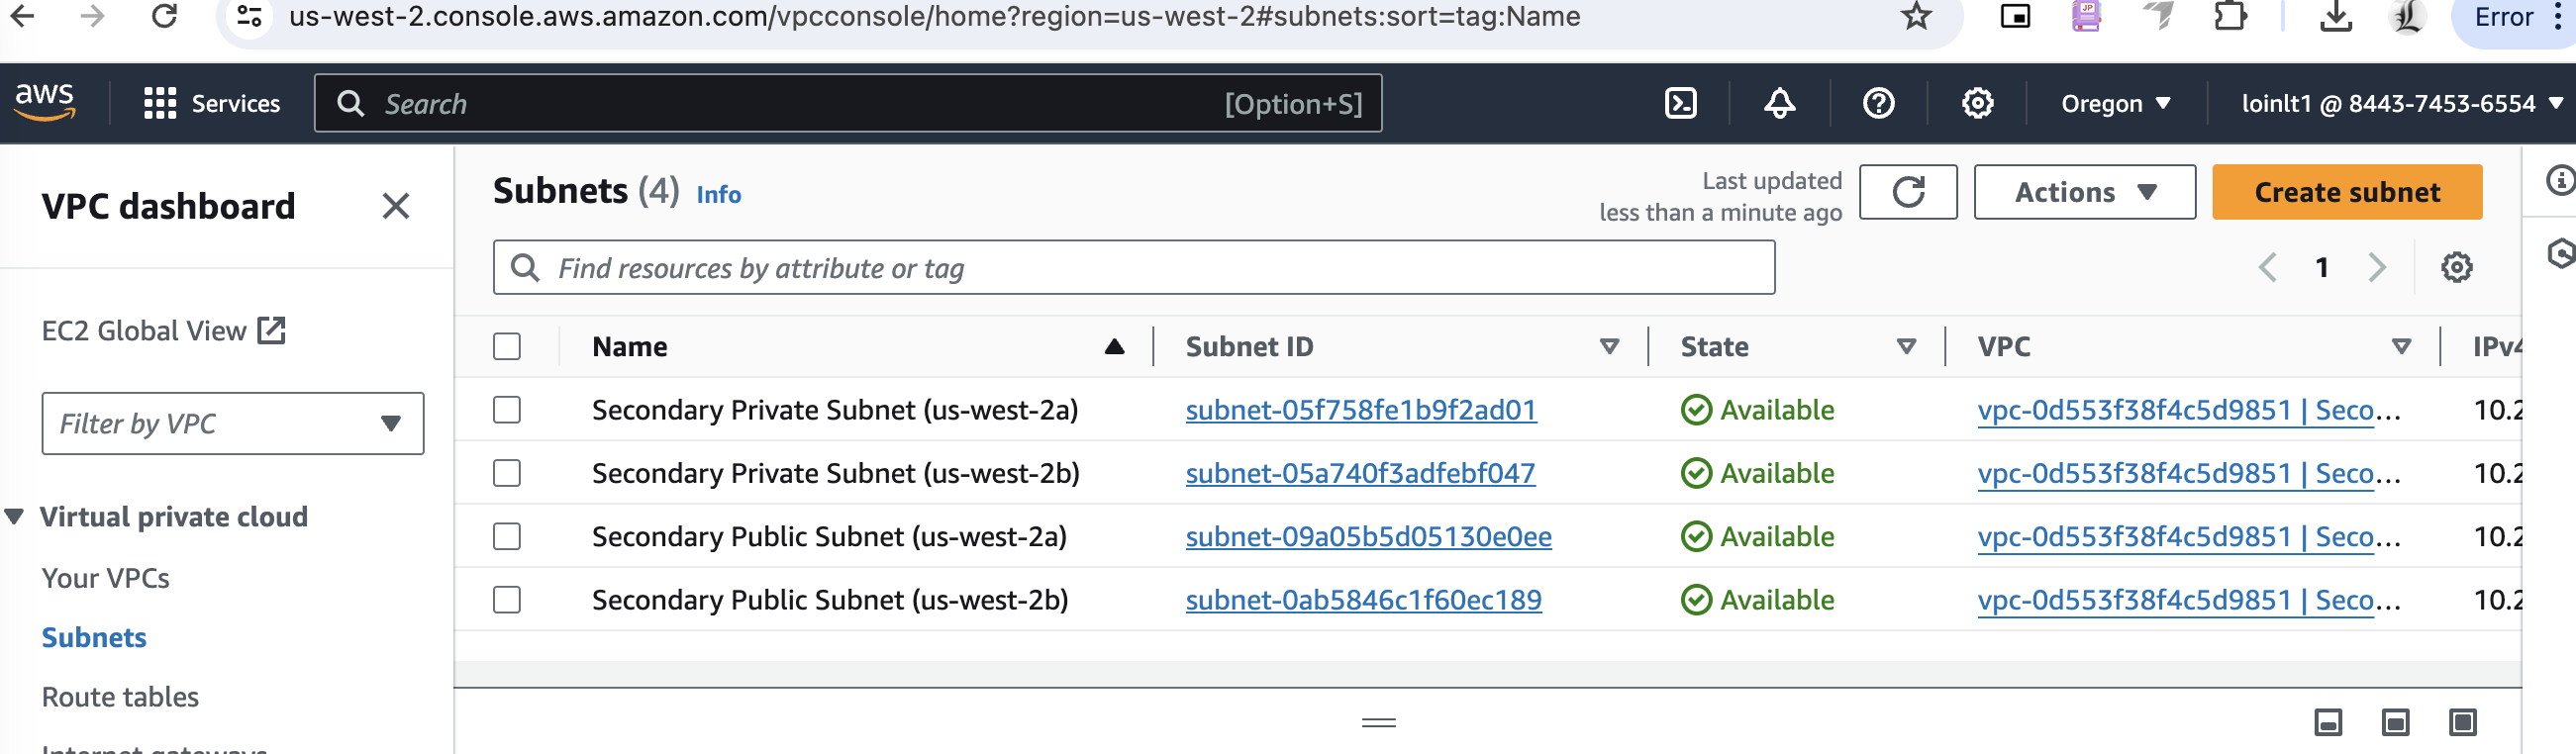 us-west-2.console.aws.amazon.com/vpcconsole/home?region=us-west-2#subnets:sort=tag:Name
JP
Error
aws
Services
Search
[Option+S]
Oregon
loinlt1 @ 8443-7453-6554
VPC dashboard
EC2 Global View
Filter by VPC
Virtual private cloud
Your VPCs
Subnets
Route tables
Internet gateways
Subnets (4) Info
Last updated
less than a minute ago
Actions
Create subnet
Find resources by attribute or tag
1
Name Subnet ID State VPC IPv4
Secondary Private Subnet (us-west-2a) subnet-05f758fe1b9f2ad01 Available vpc-0d553f38f4c5d9851 | Seco... 10.2
Secondary Private Subnet (us-west-2b) subnet-05a740f3adfebf047 Available vpc-0d553f38f4c5d9851 | Seco... 10.2
Secondary Public Subnet (us-west-2a) subnet-09a05b5d05130e0ee Available vpc-0d553f38f4c5d9851 | Seco... 10.2
Secondary Public Subnet (us-west-2b) subnet-0ab5846c1f60ec189 Available vpc-0d553f38f4c5d9851 | Seco... 10.2